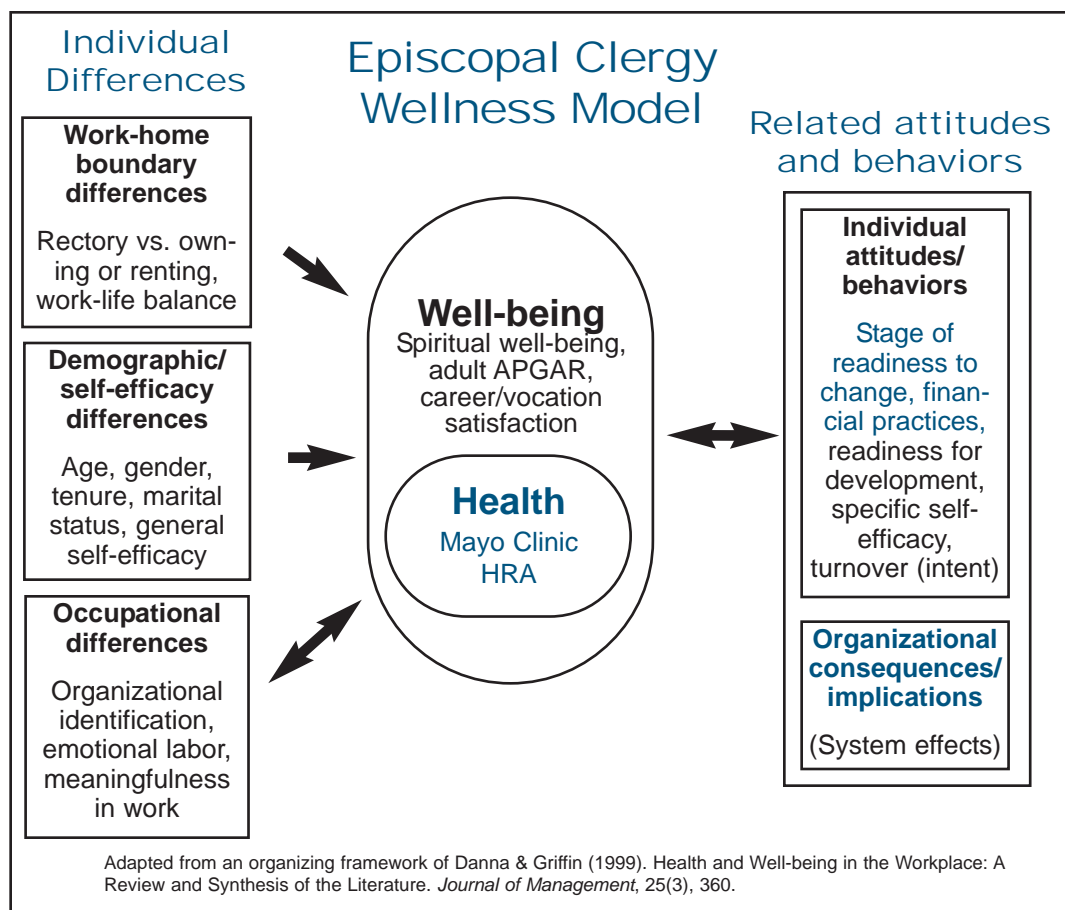 Individual
Differences
Episcopal Clergy
Wellness Model
Related attitudes
and behaviors
Work-home
boundary
differences
Rectory vs. own-
ing or renting,
work-life balance
Demographic/
self-efficacy
differences
Age, gender,
tenure, marital
status, general
self-efficacy
Occupational
differences
Organizational
identification,
emotional labor,
meaningfulness
in work
Well-being
Spiritual well-being,
adult APGAR,
career/vocation
satisfaction
Health
Mayo Clinic
HRA
Individual
attitudes/
behaviors
Stage of
readiness to
change, finan-
cial practices,
readiness for
development,
specific self-
efficacy,
turnover (intent)
Organizational
consequences/
implications
(System effects)
Adapted from an organizing framework of Danna & Griffin (1999). Health and Well-being in the Workplace: A
Review and Synthesis of the Literature. Journal of Management, 25(3), 360.